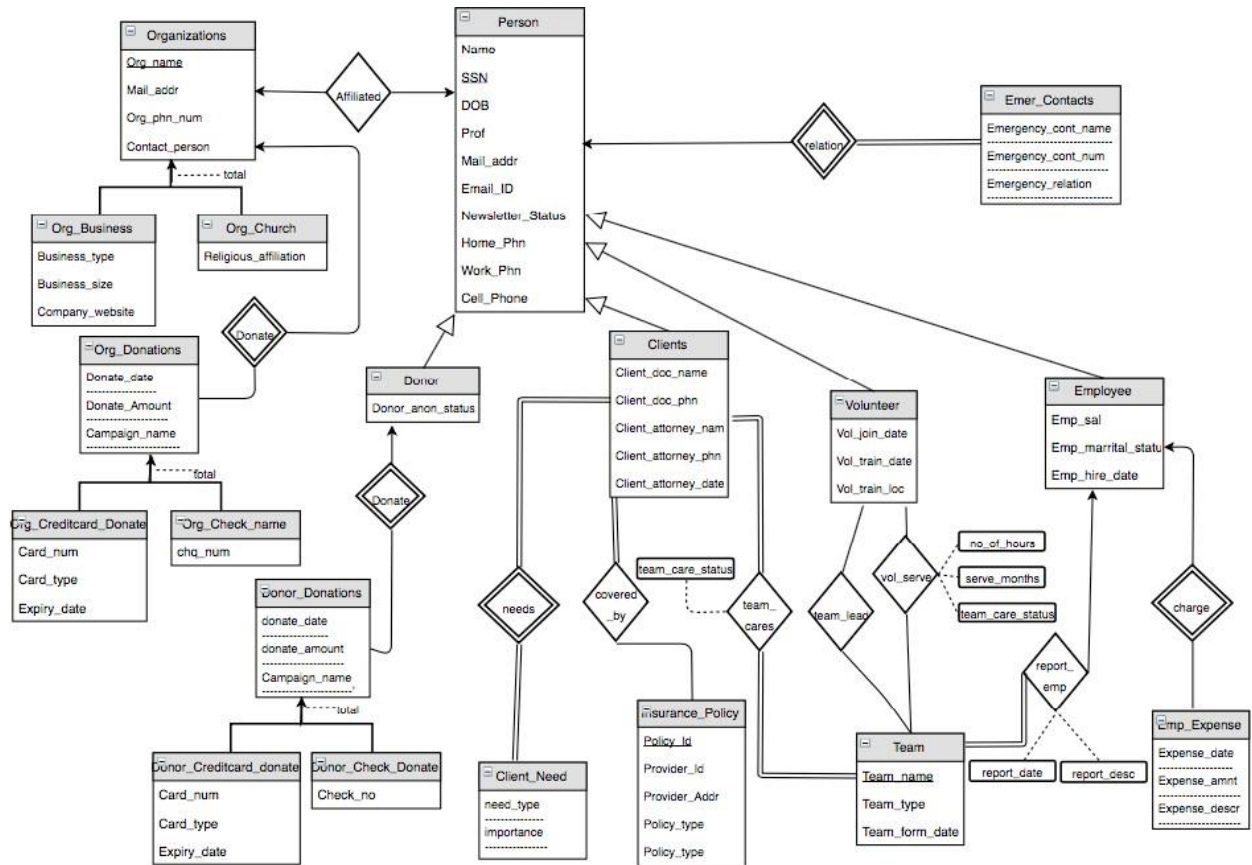 Organizations
Org_name
Mail_addr
Org_phn_num
Contact_person
total
Org_Business
Business_type
Business_size
Company_website
Org_Church
Religious_affiliation
Affiliated
Person
Name
SSN
DOB
Prof
Mail_addr
Email_ID
Newsletter_Status
Home_Phn
Work_Phn
Cell_Phone
relation
Emer_Contacts
Emergency_cont_name
Emergency_cont_num
Emergency_relation
Donate
Org_Donations
Donate_date
Donate_Amount
Campaign_name
total
Org_Creditcard_Donate
Card_num
Card_type
Expiry_date
Org_Check_name
chq_num
Donor
Donor_anon_status
Donate
Donor_Donations
donate_date
donate_amount
Campaign_name
total
Donor_Creditcard_donate
Card_num
Card_type
Expiry_date
Donor_Check_Donate
Check_no
Clients
Client_doc_name
Client_doc_phn
Client_attorney_nam
Client_attorney_phn
Client_attorney_date
Volunteer
Vol_join_date
Vol_train_date
Vol_train_loc
Employee
Emp_sal
Emp_marrital_statu
Emp_hire_date
needs
covered
_by
team_care_status
team_
cares
team_lead
vol_serve
no_of_hours
serve_months
team_care_status
report_
emp
charge
Client_Need
need_type
importance
Insurance_Policy
Policy_Id
Provider_Id
Provider_Addr
Policy_type
Policy_type
Team
Team_name
Team_type
Team_form_date
report_date
report_desc
Emp_Expense
Expense_date
Expense_amnt
Expense_descr